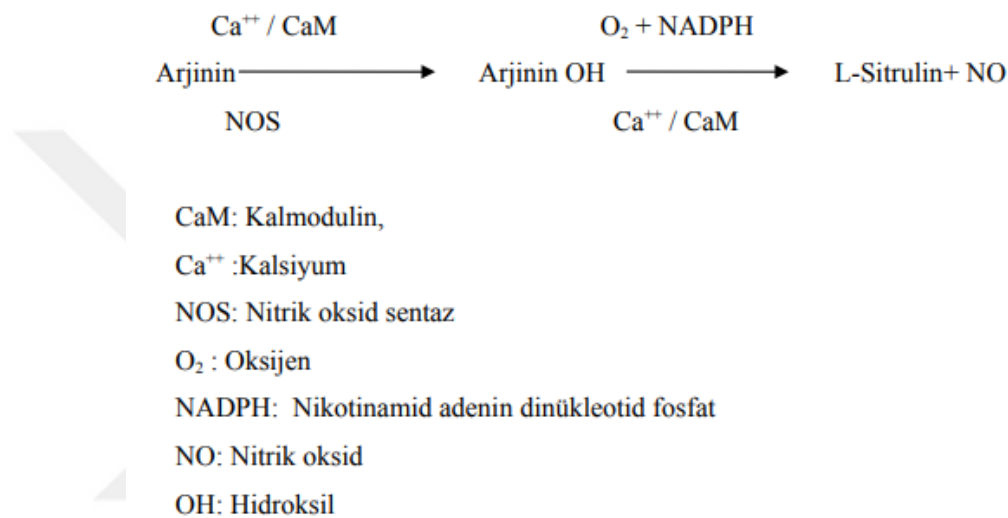 Ca⁺⁺ / CaM O₂ + NADPH
Arjinin Arjinin OH L-Sitrulin+ NO
NOS Ca⁺⁺ / CaM
CaM: Kalmodulin,
Ca⁺⁺ :Kalsiyum
NOS: Nitrik oksid sentaz
O₂ : Oksijen
NADPH: Nikotinamid adenin dinükleotid fosfat
NO: Nitrik oksid
OH: Hidroksil